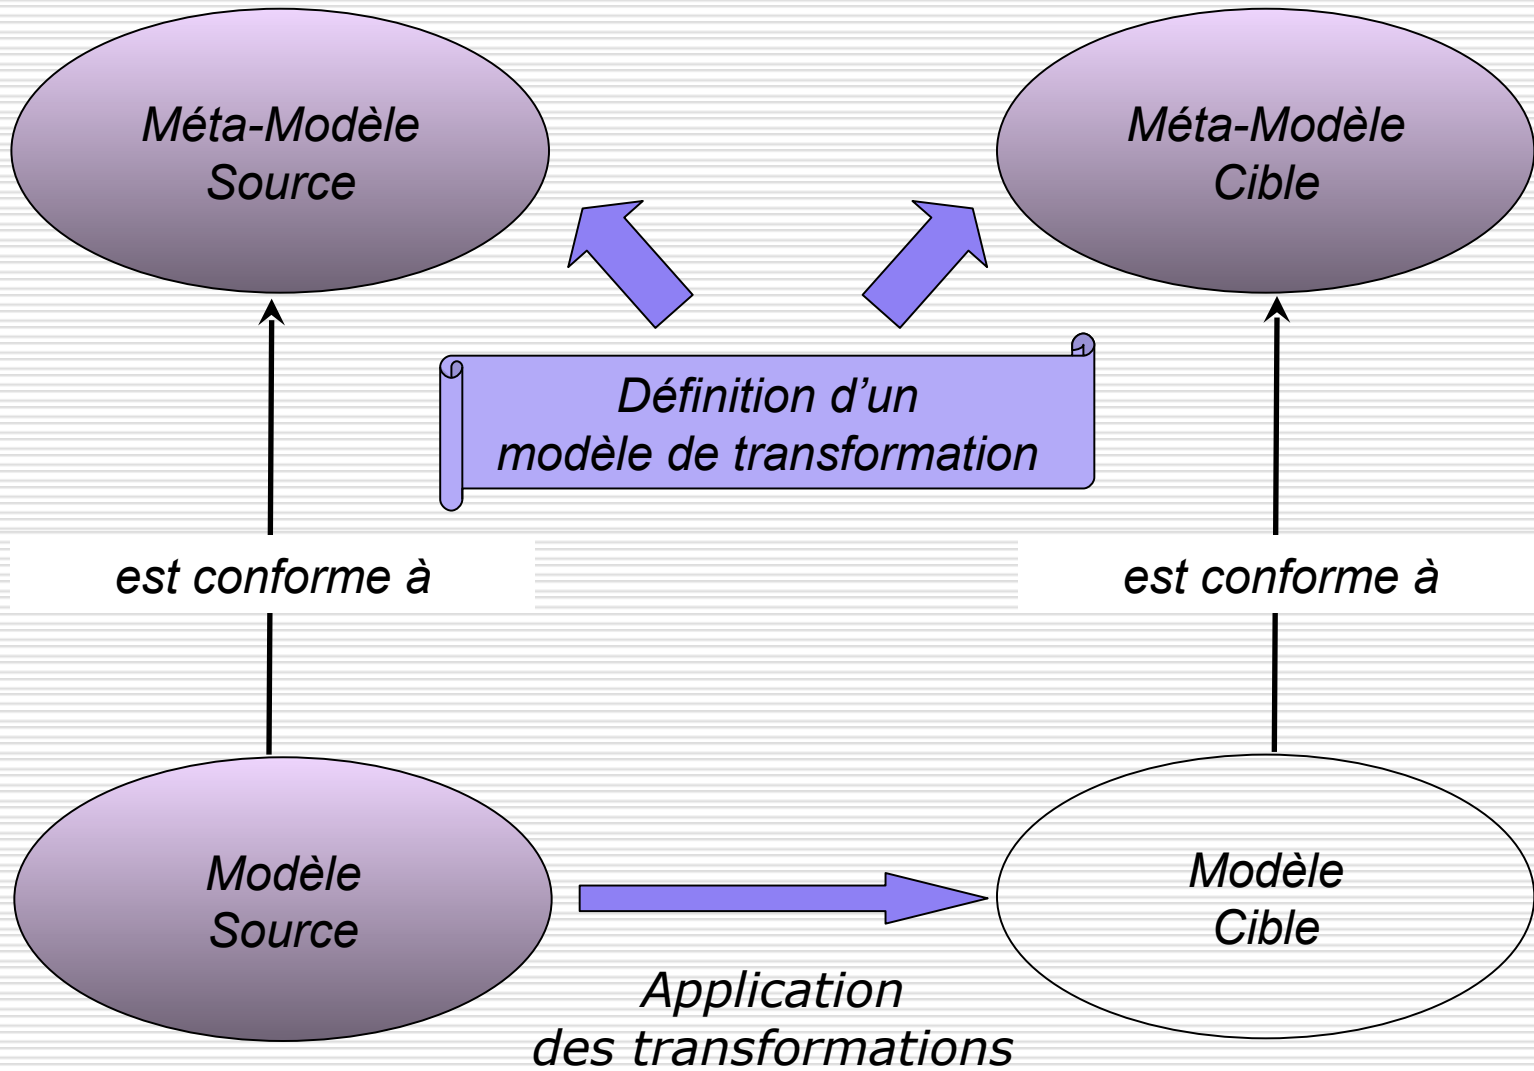 Méta-Modèle
Source
Méta-Modèle
Cible
Définition d’un
modèle de transformation
est conforme à
est conforme à
Modèle
Source
Modèle
Cible
Application
des transformations